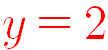 y = 2